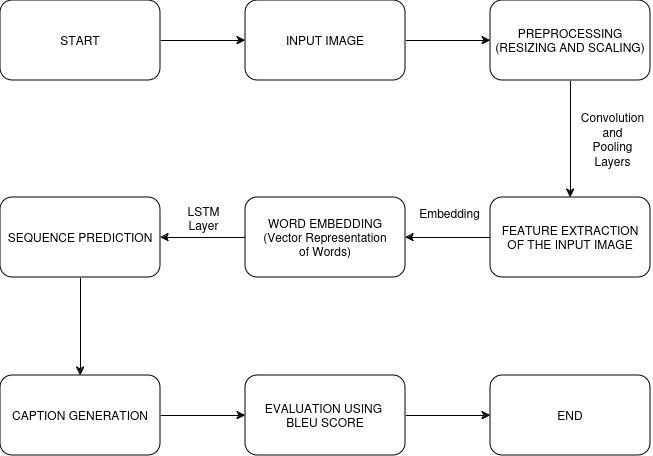 START
INPUT IMAGE
PREPROCESSING
(RESIZING AND SCALING)
Convolution
and
Pooling
Layers
FEATURE EXTRACTION
OF THE INPUT IMAGE
Embedding
WORD EMBEDDING
(Vector Representation
of Words)
LSTM
Layer
SEQUENCE PREDICTION
CAPTION GENERATION
EVALUATION USING
BLEU SCORE
END